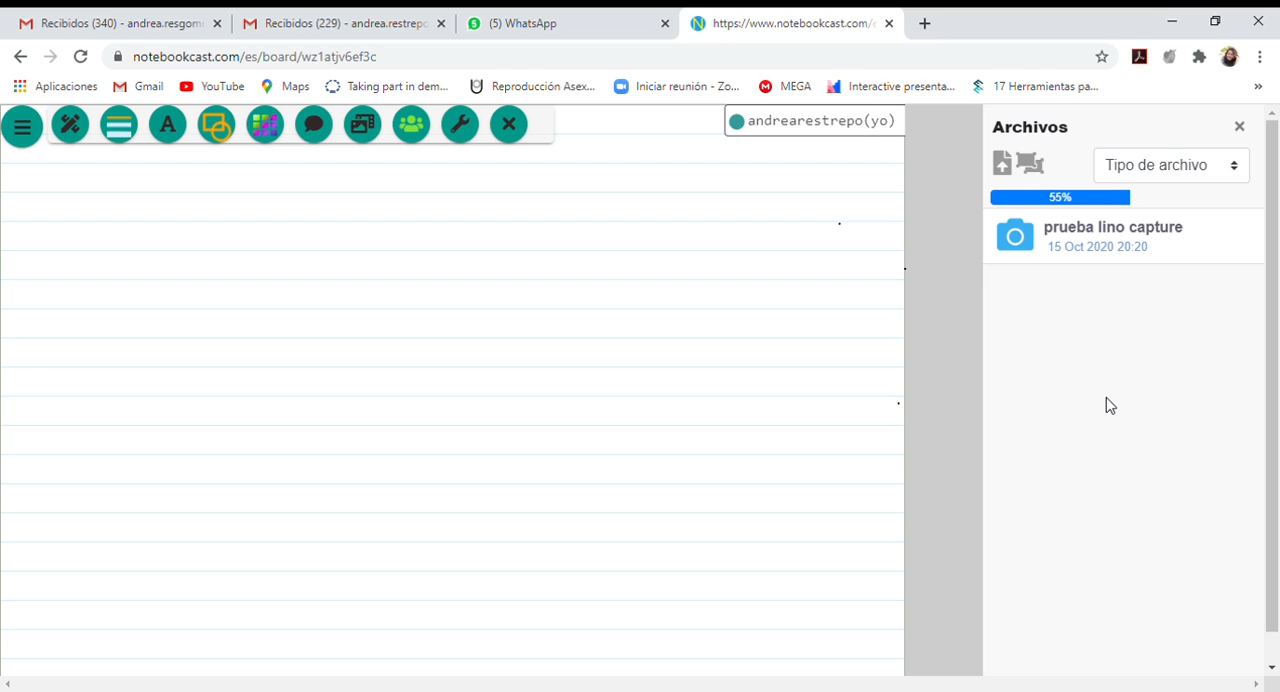 Recibidos (340) - andrea.resgom
Recibidos (229) - andrea.restrepo
5 (5) WhatsApp
https://www.notebookcast.com/e
notebookcast.com/es/board/wz1atjv6ef3c
Aplicaciones Gmail YouTube Maps Taking part in dem... Reproducción Asex... Iniciar reunión - Zo... MEGA Interactive presenta... 17 Herramientas pa... »
A
andrearestrepo(yo)
Archivos
Tipo de archivo
55%
prueba lino capture
15 Oct 2020 20:20